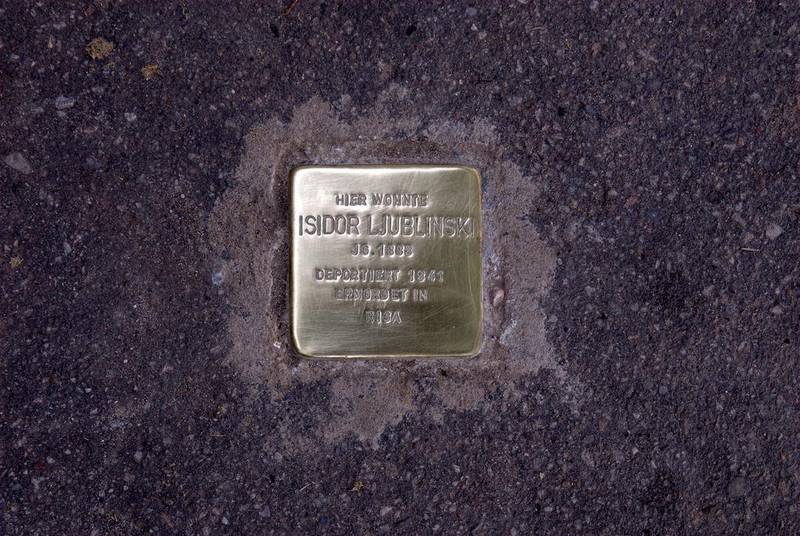 HIER WOHNTE
ISIDOR LJUBLINSKI
JG. 1888
DEPORTIERT 1941
ERMORDET IN
RIGA